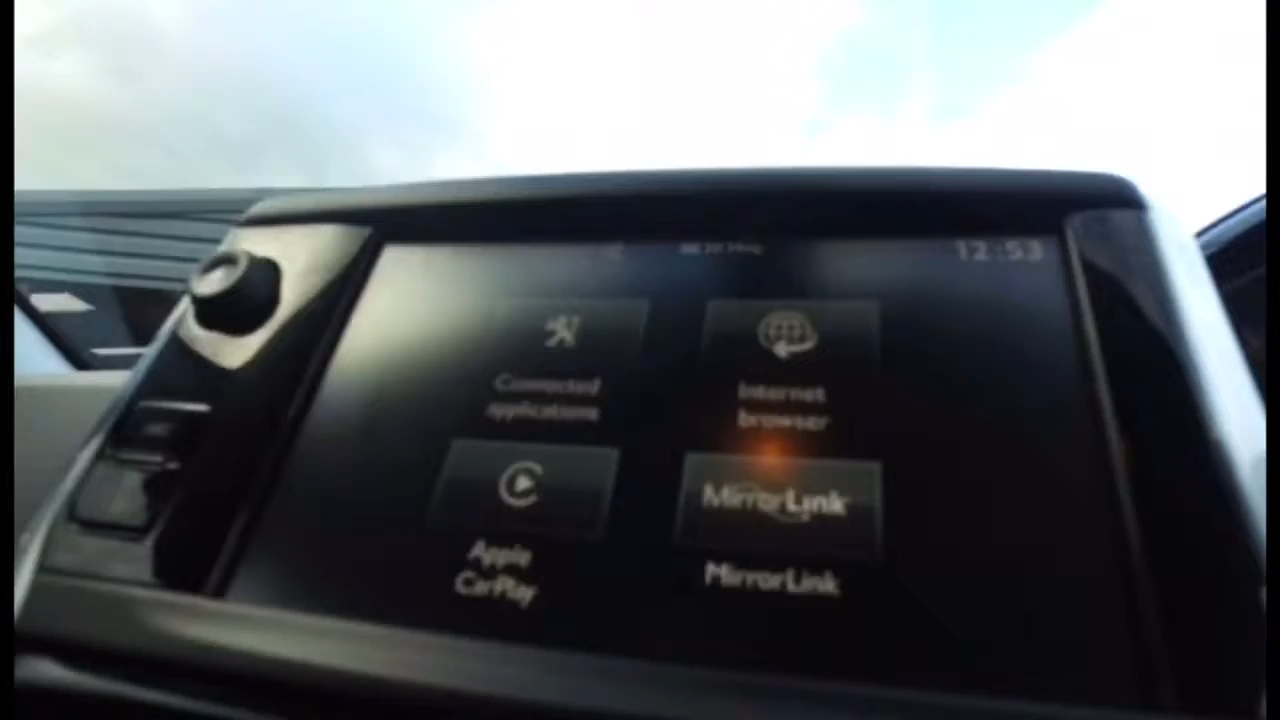 12:53
Connected
applications
Internet
browser
MirrorLink
Apple
CarPlay
MirrorLink